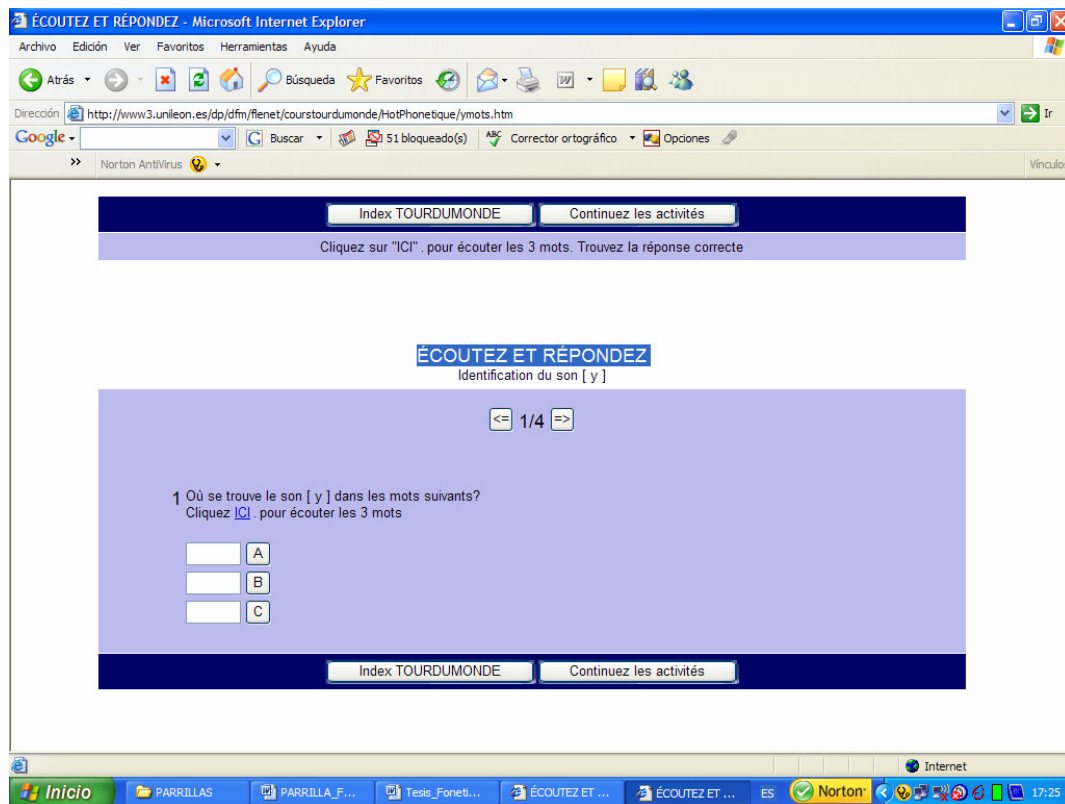 ÉCOUTEZ ET RÉPONDEZ - Microsoft Internet Explorer
Archivo Edición Ver Favoritos Herramientas Ayuda
Atrás Búsqueda Favoritos
Dirección http://www3.unileon.es/dp/dfm/flenet/courstourdumonde/HotPhonetique/ymots.htm Ir
Google Buscar 51 bloqueado(s) ABC Corrector ortográfico Opciones
Norton AntiVirus Vínculo
Index TOURDUMONDE Continuez les activités
Cliquez sur "ICI" . pour écouter les 3 mots. Trouvez la réponse correcte
ÉCOUTEZ ET RÉPONDEZ
Identification du son [ y ]
<= 1/4 =>
1 Où se trouve le son [ y ] dans les mots suivants?
Cliquez ICI . pour écouter les 3 mots
A
B
C
Index TOURDUMONDE Continuez les activités
Internet
Inicio PARRILLAS PARRILLA_F... Tesis_Foneti... ÉCOUTEZ ET ... ÉCOUTEZ ET ... ES Norton 17:25